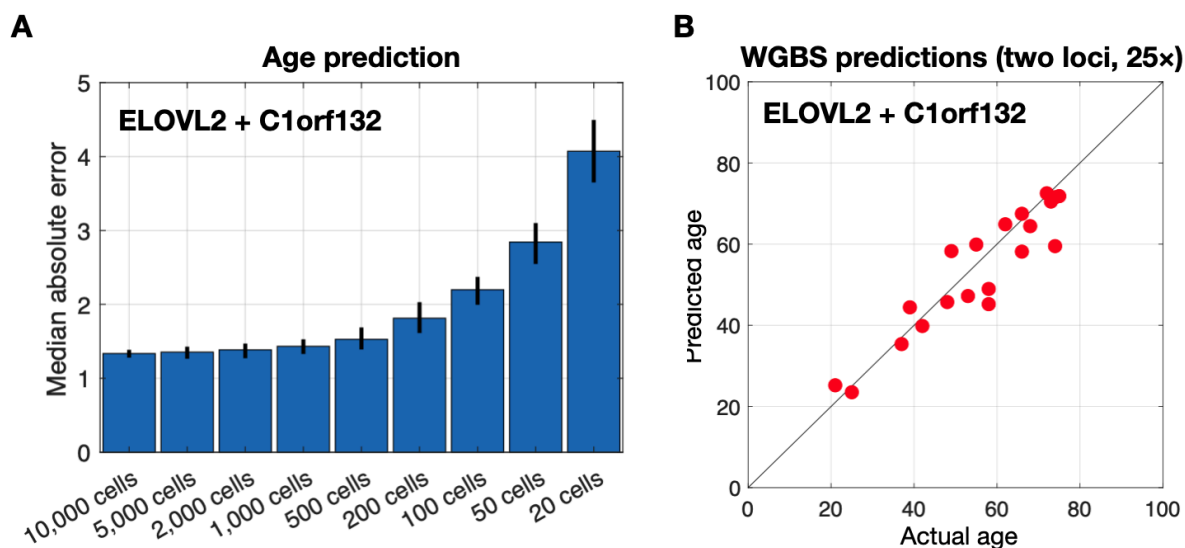 A
Age prediction
ELOVL2 + C1orf132
Median absolute error
5
4
3
2
1
0
10,000 cells
5,000 cells
2,000 cells
1,000 cells
500 cells
200 cells
100 cells
50 cells
20 cells
B
WGBS predictions (two loci, 25×)
ELOVL2 + C1orf132
Predicted age
100
80
60
40
20
0
0 20 40 60 80 100
Actual age